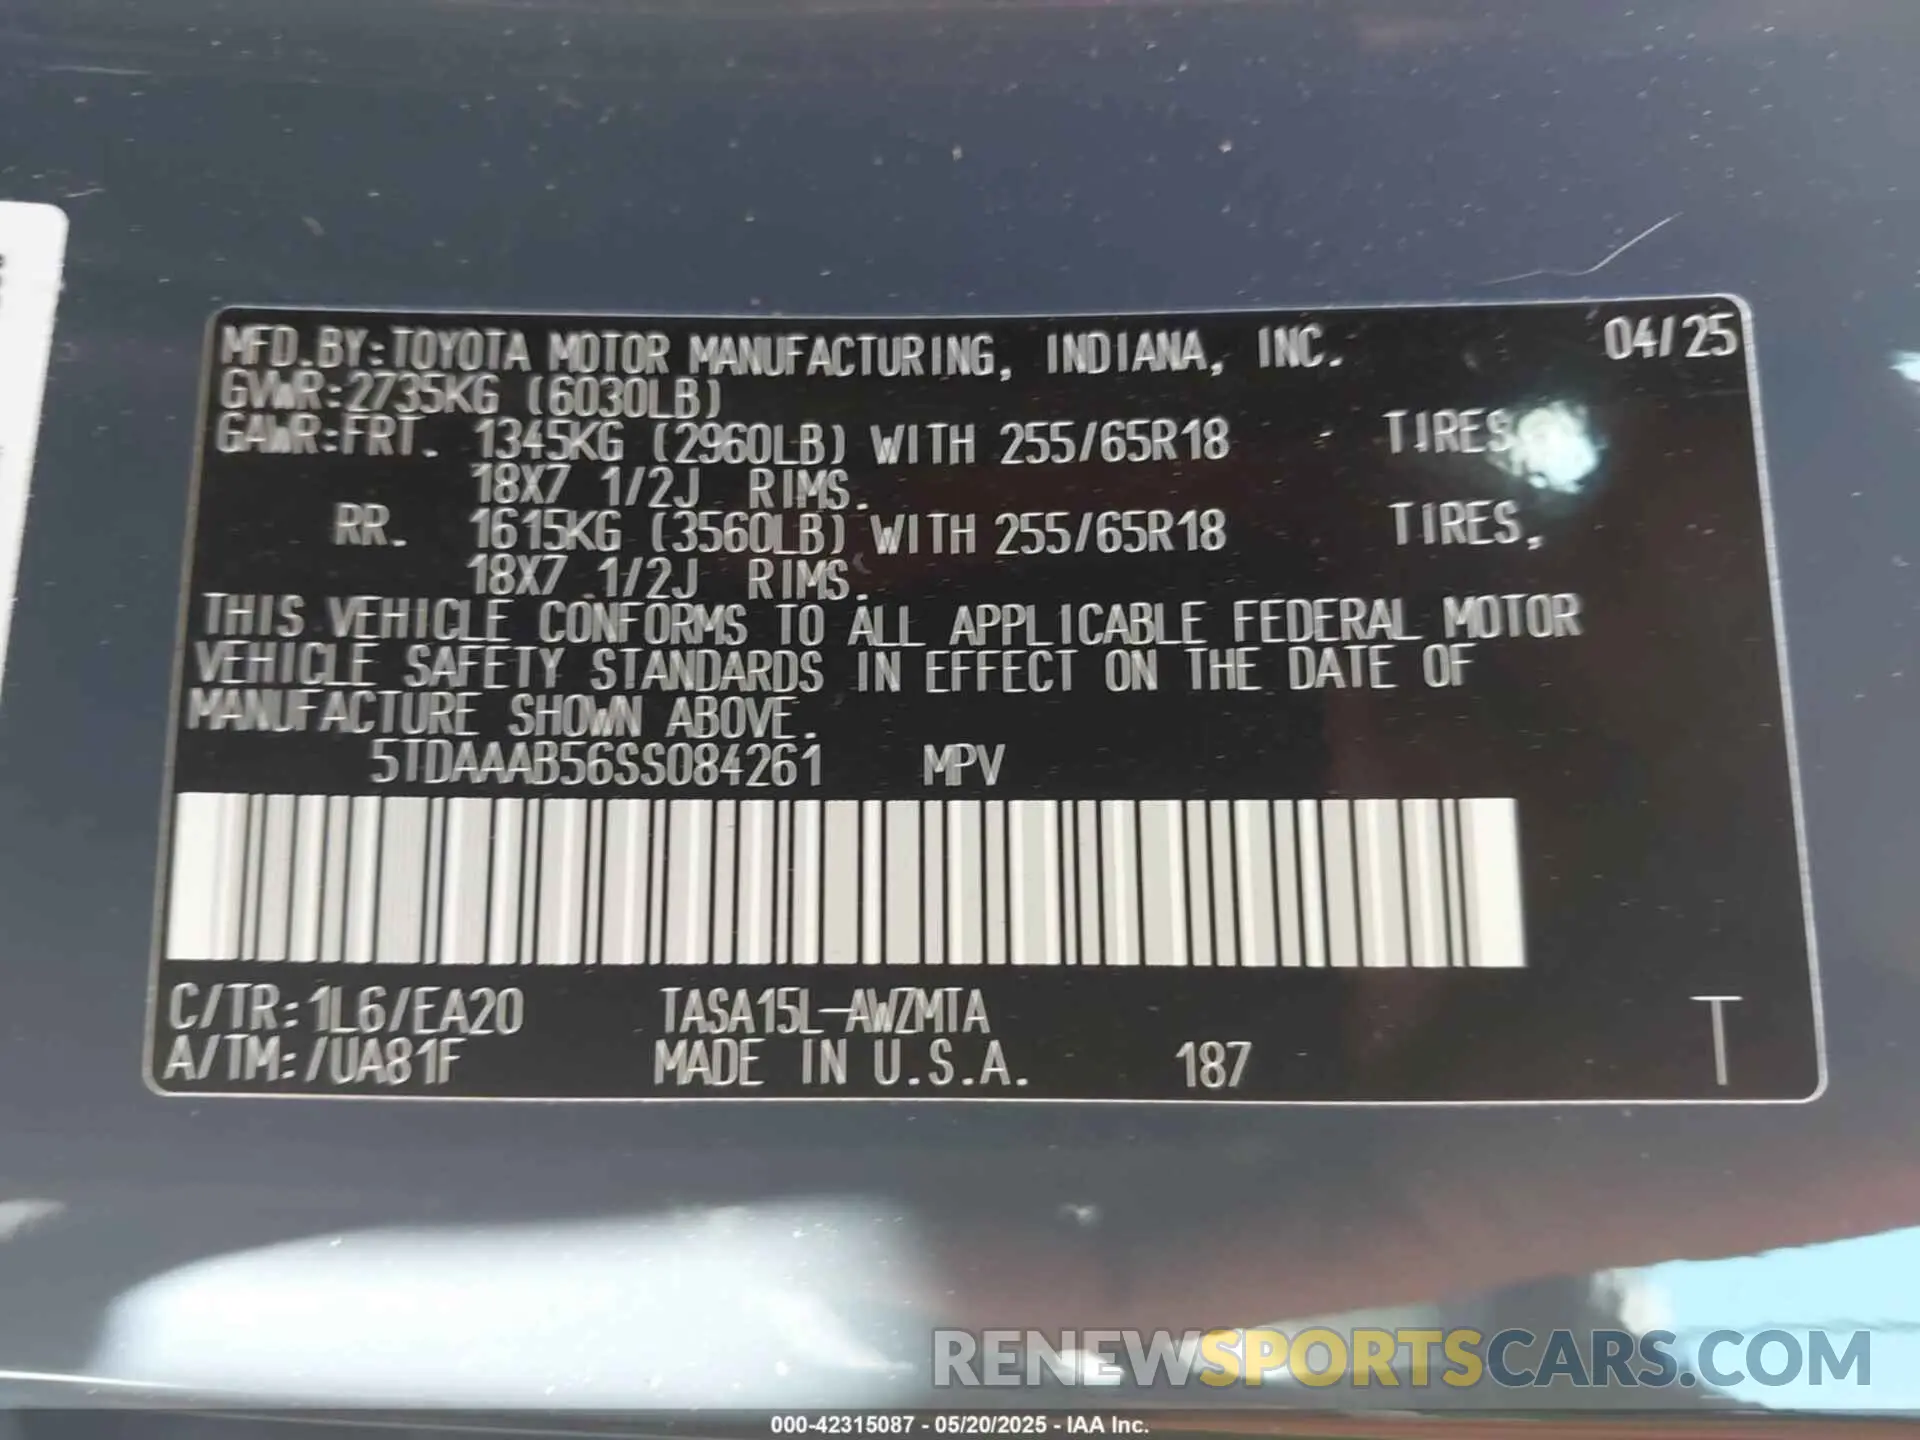 MFD.BY:TOYOTA MOTOR MANUFACTURING, INDIANA, INC. 04/25
GVWR:2735KG (6030LB)
GAWR:FRT. 1345KG (2960LB) WITH 255/65R18 TIRES,
18X7 1/2J RIMS.
RR. 1615KG (3560LB) WITH 255/65R18 TIRES,
18X7 1/2J RIMS.
THIS VEHICLE CONFORMS TO ALL APPLICABLE FEDERAL MOTOR
VEHICLE SAFETY STANDARDS IN EFFECT ON THE DATE OF
MANUFACTURE SHOWN ABOVE.
5TDAAAB56SS084261 MPV
C/TR:1L6/EA20 TASA15L-AWZMTA T
A/TM:/UA81F MADE IN U.S.A. 187
RENEWSPORTSCARS.COM
000-42315087 - 05/20/2025 - IAA Inc.